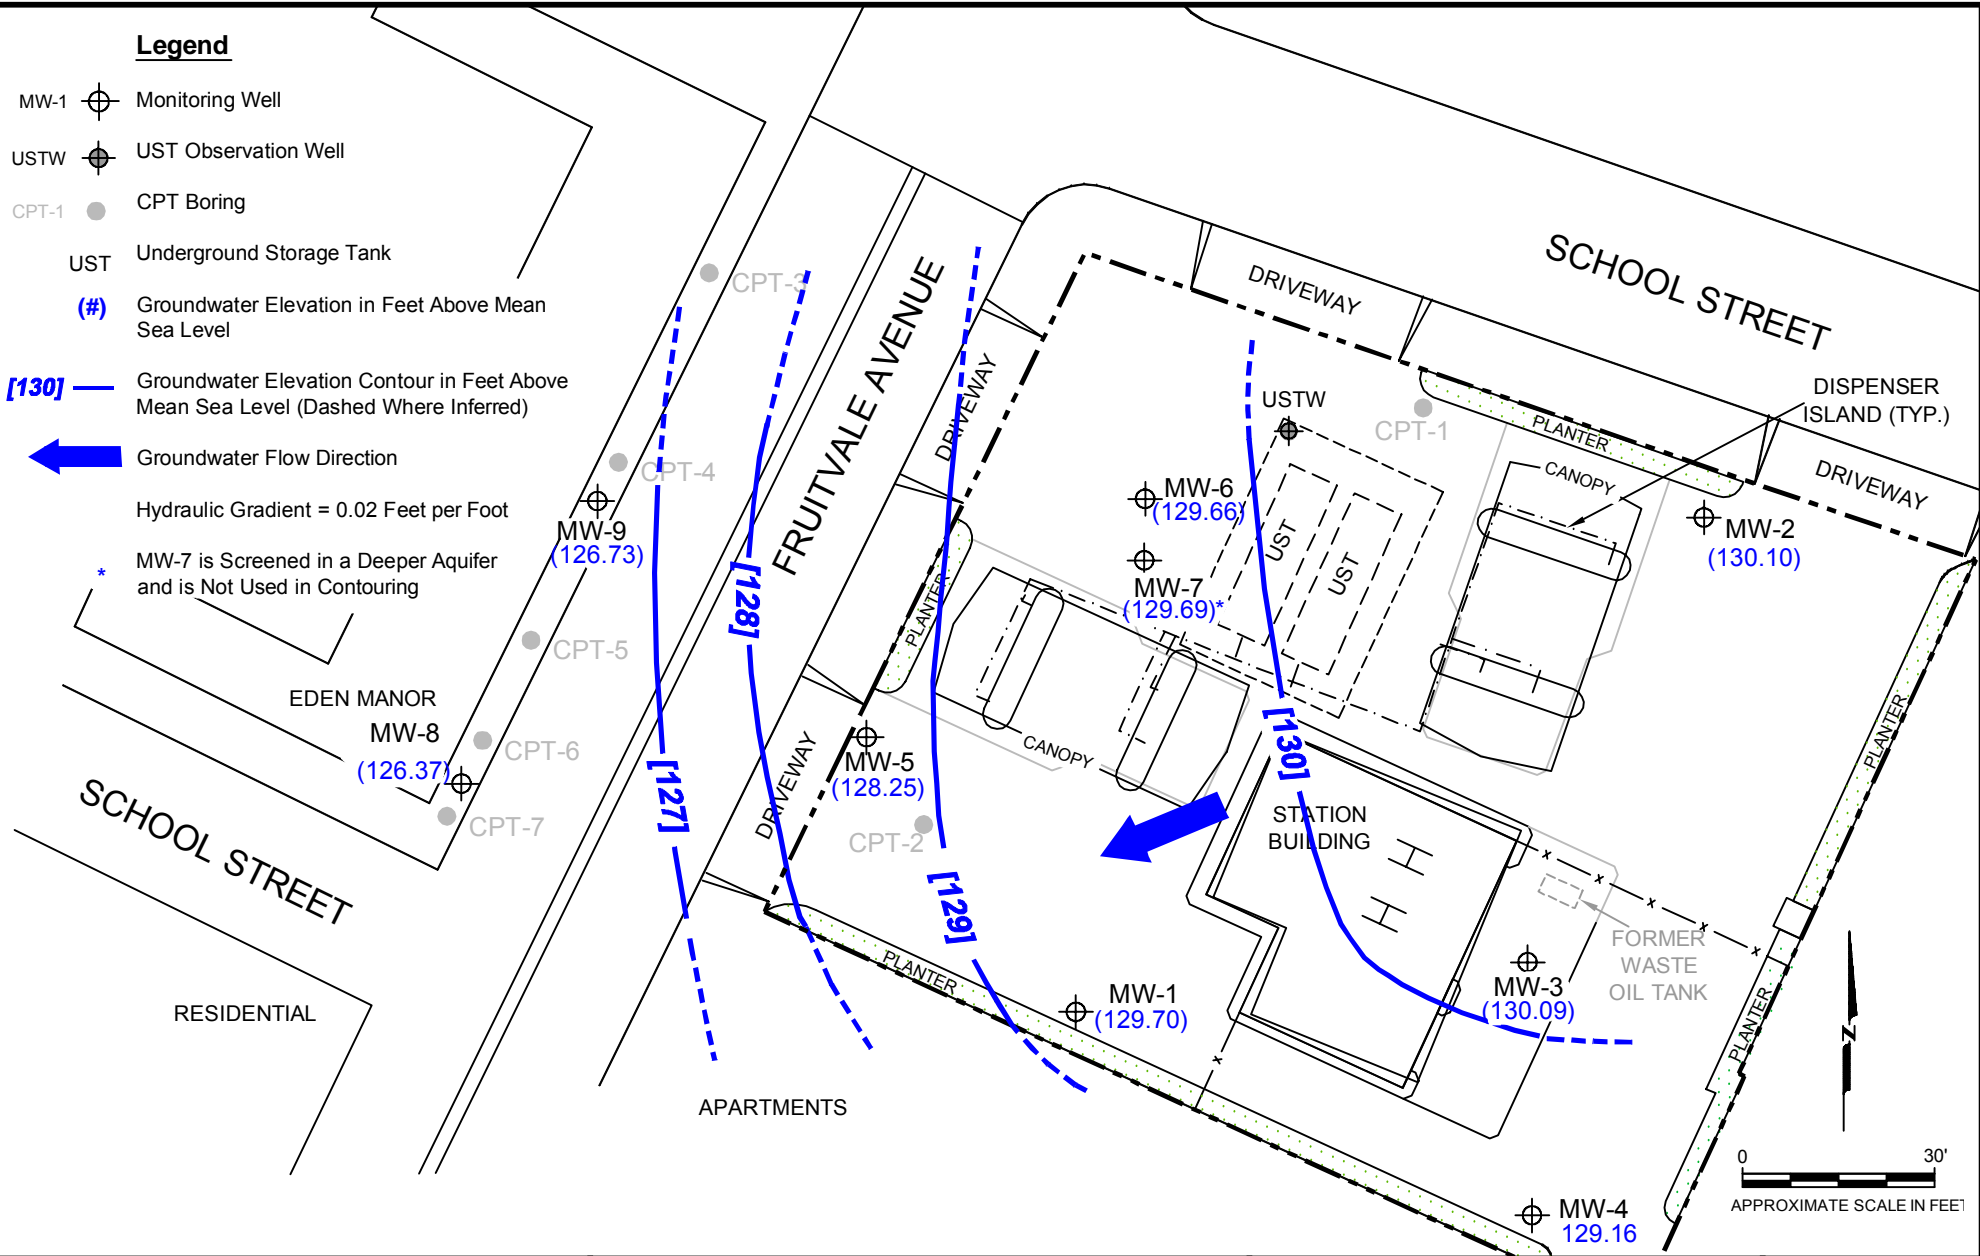 Legend
MW-1
Monitoring Well
USTW
UST Observation Well
CPT-1
CPT Boring
UST
Underground Storage Tank
(#)
Groundwater Elevation in Feet Above Mean
Sea Level
[130]
Groundwater Elevation Contour in Feet Above
Mean Sea Level (Dashed Where Inferred)
Groundwater Flow Direction
Hydraulic Gradient = 0.02 Feet per Foot
*
MW-7 is Screened in a Deeper Aquifer
and is Not Used in Contouring
SCHOOL STREET
DRIVEWAY
DISPENSER
ISLAND (TYP.)
CPT-3
FRUITVALE AVENUE
DRIVEWAY
USTW
CPT-1
PLANTER
CANOPY
DRIVEWAY
CPT-4
MW-9
(126.73)
MW-6
(129.66)
MW-7
(129.69)*
UST
UST
MW-2
(130.10)
[128]
PLANTER
CPT-5
EDEN MANOR
MW-8
(126.37)
CPT-6
CPT-7
[127]
DRIVEWAY
MW-5
(128.25)
CPT-2
CANOPY
[130]
PLANTER
STATION
BUILDING
SCHOOL STREET
[129]
PLANTER
MW-1
(129.70)
MW-3
(130.09)
FORMER
WASTE
OIL TANK
PLANTER
RESIDENTIAL
APARTMENTS
N
x
x
x
x
x
x
0
30'
APPROXIMATE SCALE IN FEET
MW-4
129.16